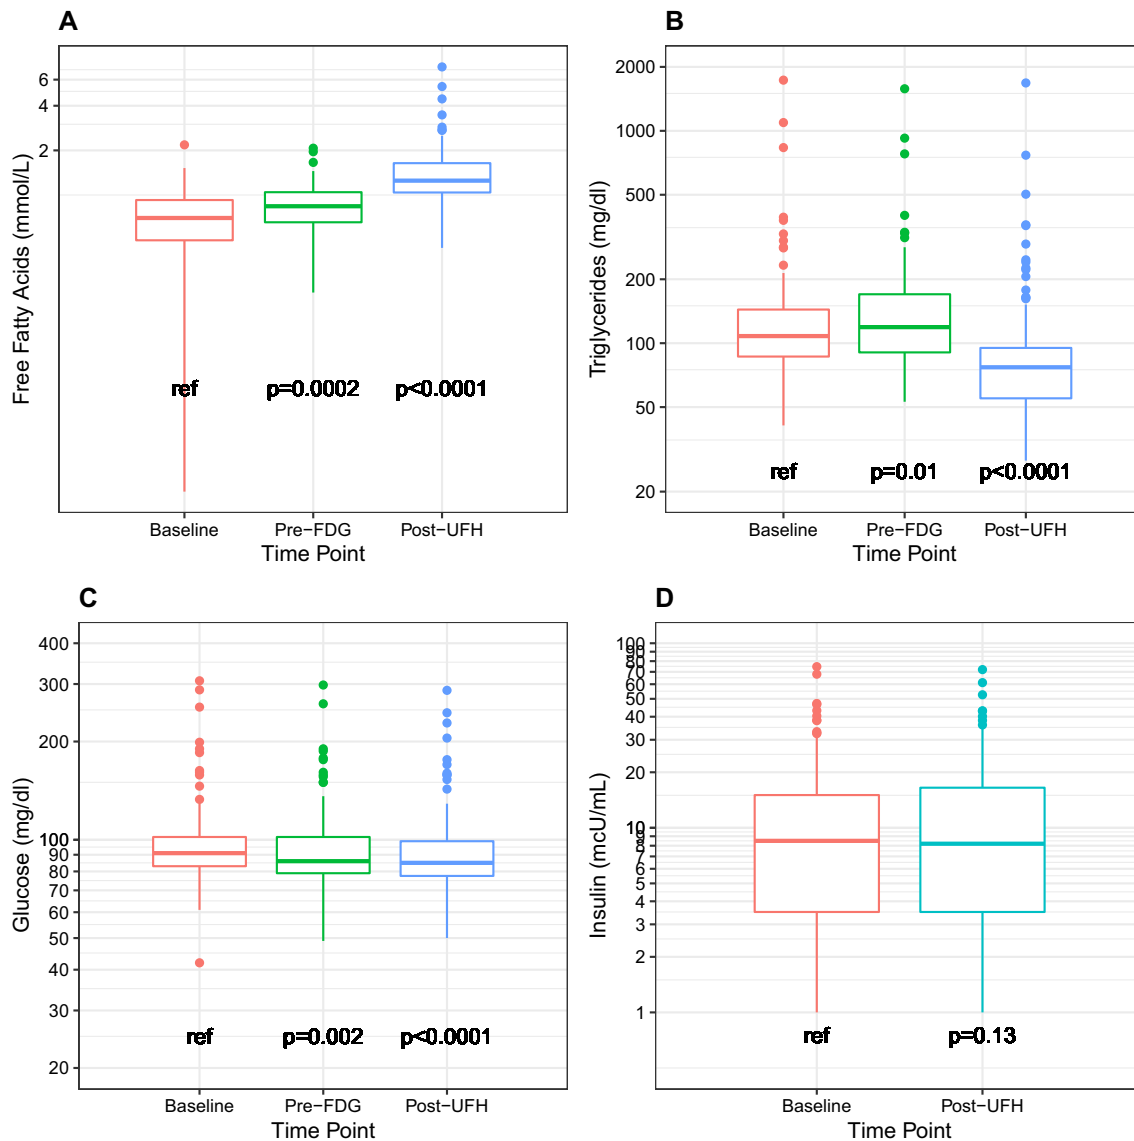 A
Free Fatty Acids (mmol/L)
6
4
2
ref p=0.0002 p<0.0001
Baseline Pre−FDG Post−UFH
Time Point
B
Triglycerides (mg/dl)
2000
1000
500
200
100
50
20
ref p=0.01 p<0.0001
Baseline Pre−FDG Post−UFH
Time Point
C
Glucose (mg/dl)
400
300
200
100
90
80
70
60
50
40
30
20
ref p=0.002 p<0.0001
Baseline Pre−FDG Post−UFH
Time Point
D
Insulin (mcU/mL)
100
90
80
70
60
50
40
30
20
10
9
8
7
6
5
4
3
2
1
ref p=0.13
Baseline Post−UFH
Time Point